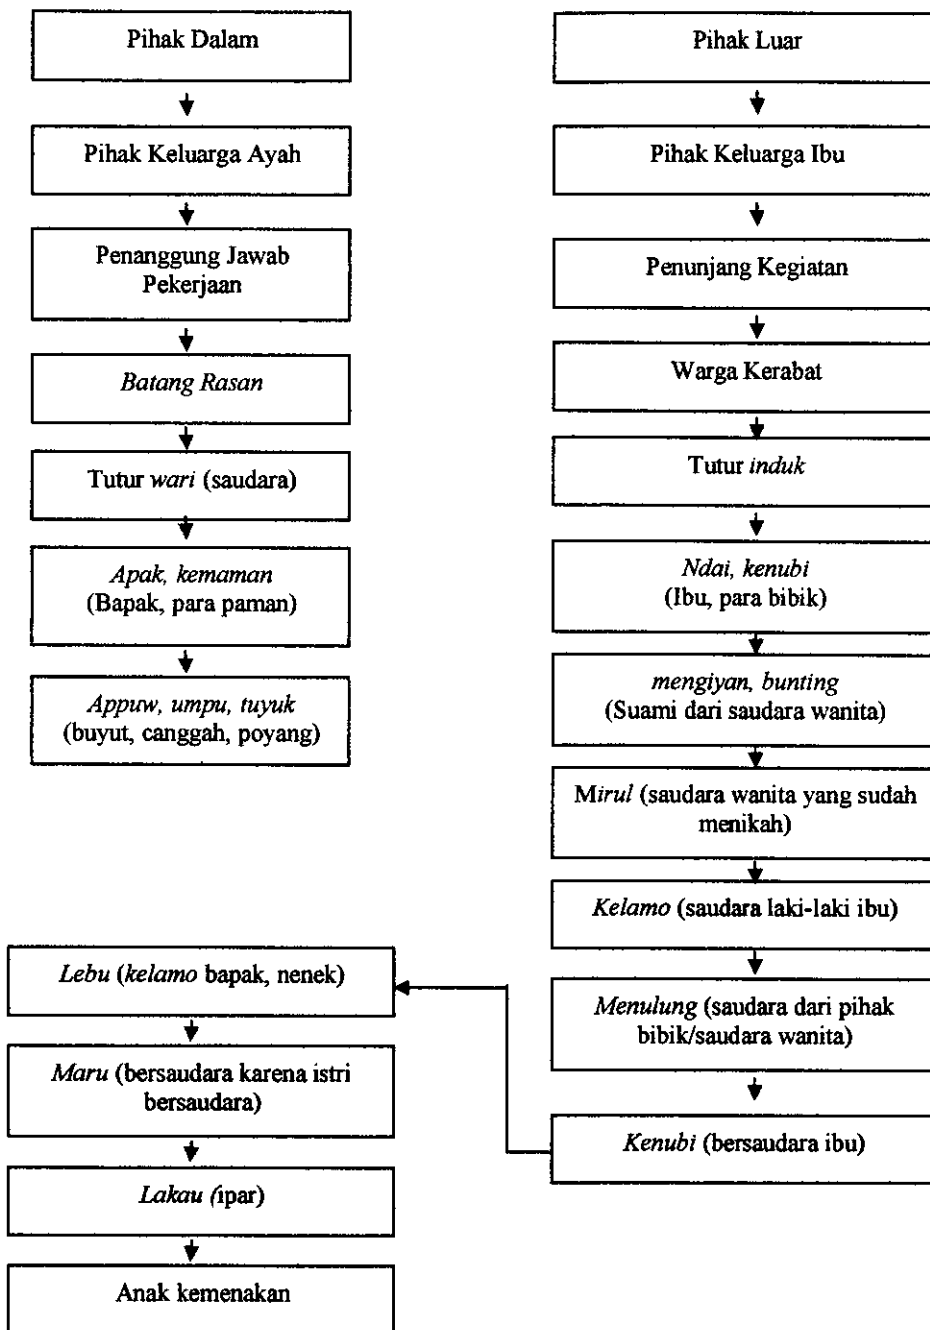 Pihak Dalam
Pihak Keluarga Ayah
Penanggung Jawab
Pekerjaan
Batang Rasan
Tutur wari (saudara)
Apak, kemaman
(Bapak, para paman)
Appuw, umpu, tuyuk
(buyut, canggah, poyang)
Pihak Luar
Pihak Keluarga Ibu
Penunjang Kegiatan
Warga Kerabat
Tutur induk
Ndai, kenubi
(Ibu, para bibik)
mengiyan, bunting
(Suami dari saudara wanita)
Mirul (saudara wanita yang sudah
menikah)
Kelamo (saudara laki-laki ibu)
Menulung (saudara dari pihak
bibik/saudara wanita)
Kenubi (bersaudara ibu)
Lebu (kelamo bapak, nenek)
Maru (bersaudara karena istri
bersaudara)
Lakau (ipar)
Anak kemenakan